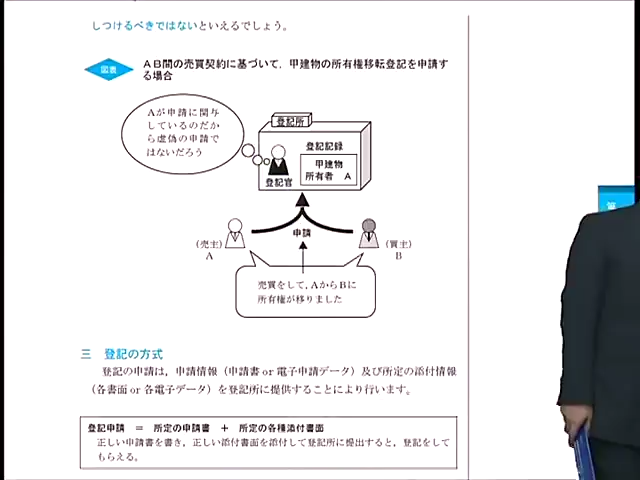 しつけるべきではないといえるでしょう。
図表
ＡＢ間の売買契約に基づいて，甲建物の所有権移転登記を申請す
る場合
Ａが申請に関与
しているのだか
ら虚偽の申請で
はないだろう
登記所
登記記録
甲建物
所有者　Ａ
登記官
申請
（売主）
Ａ
（買主）
Ｂ
売買をして，ＡからＢに
所有権が移りました
第
三　登記の方式
登記の申請は，申請情報（申請書 or 電子申請データ）及び所定の添付情報
（各書面 or 各電子データ）を登記所に提供することにより行います。
登記申請　＝　所定の申請書　＋　所定の各種添付書面
正しい申請書を書き，正しい添付書面を添付して登記所に提出すると，登記をして
もらえる。